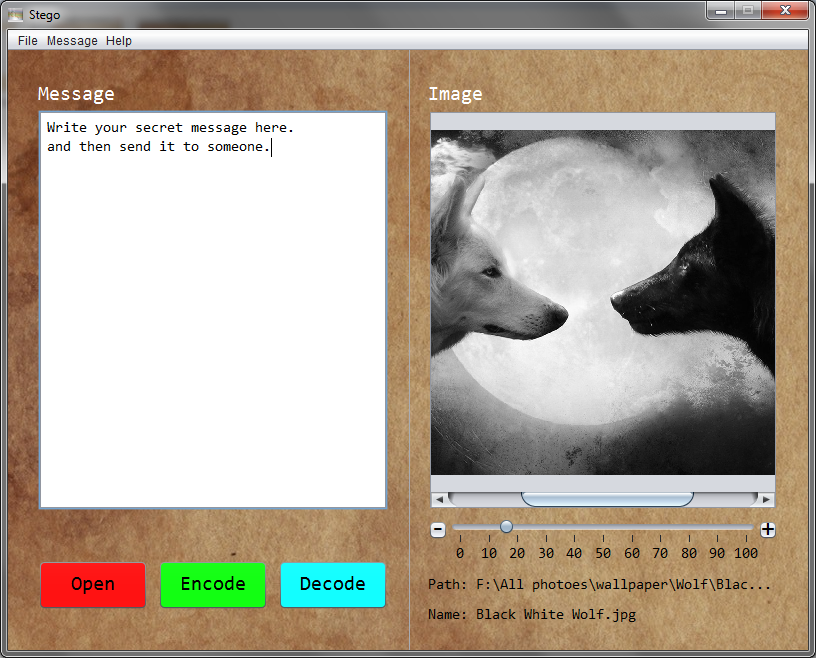 Stego
File Message Help
Message
Write your secret message here.
and then send it to someone.
Open Encode Decode
Image
0 10 20 30 40 50 60 70 80 90 100
Path: F:\All photoes\wallpaper\Wolf\Blac...
Name: Black White Wolf.jpg